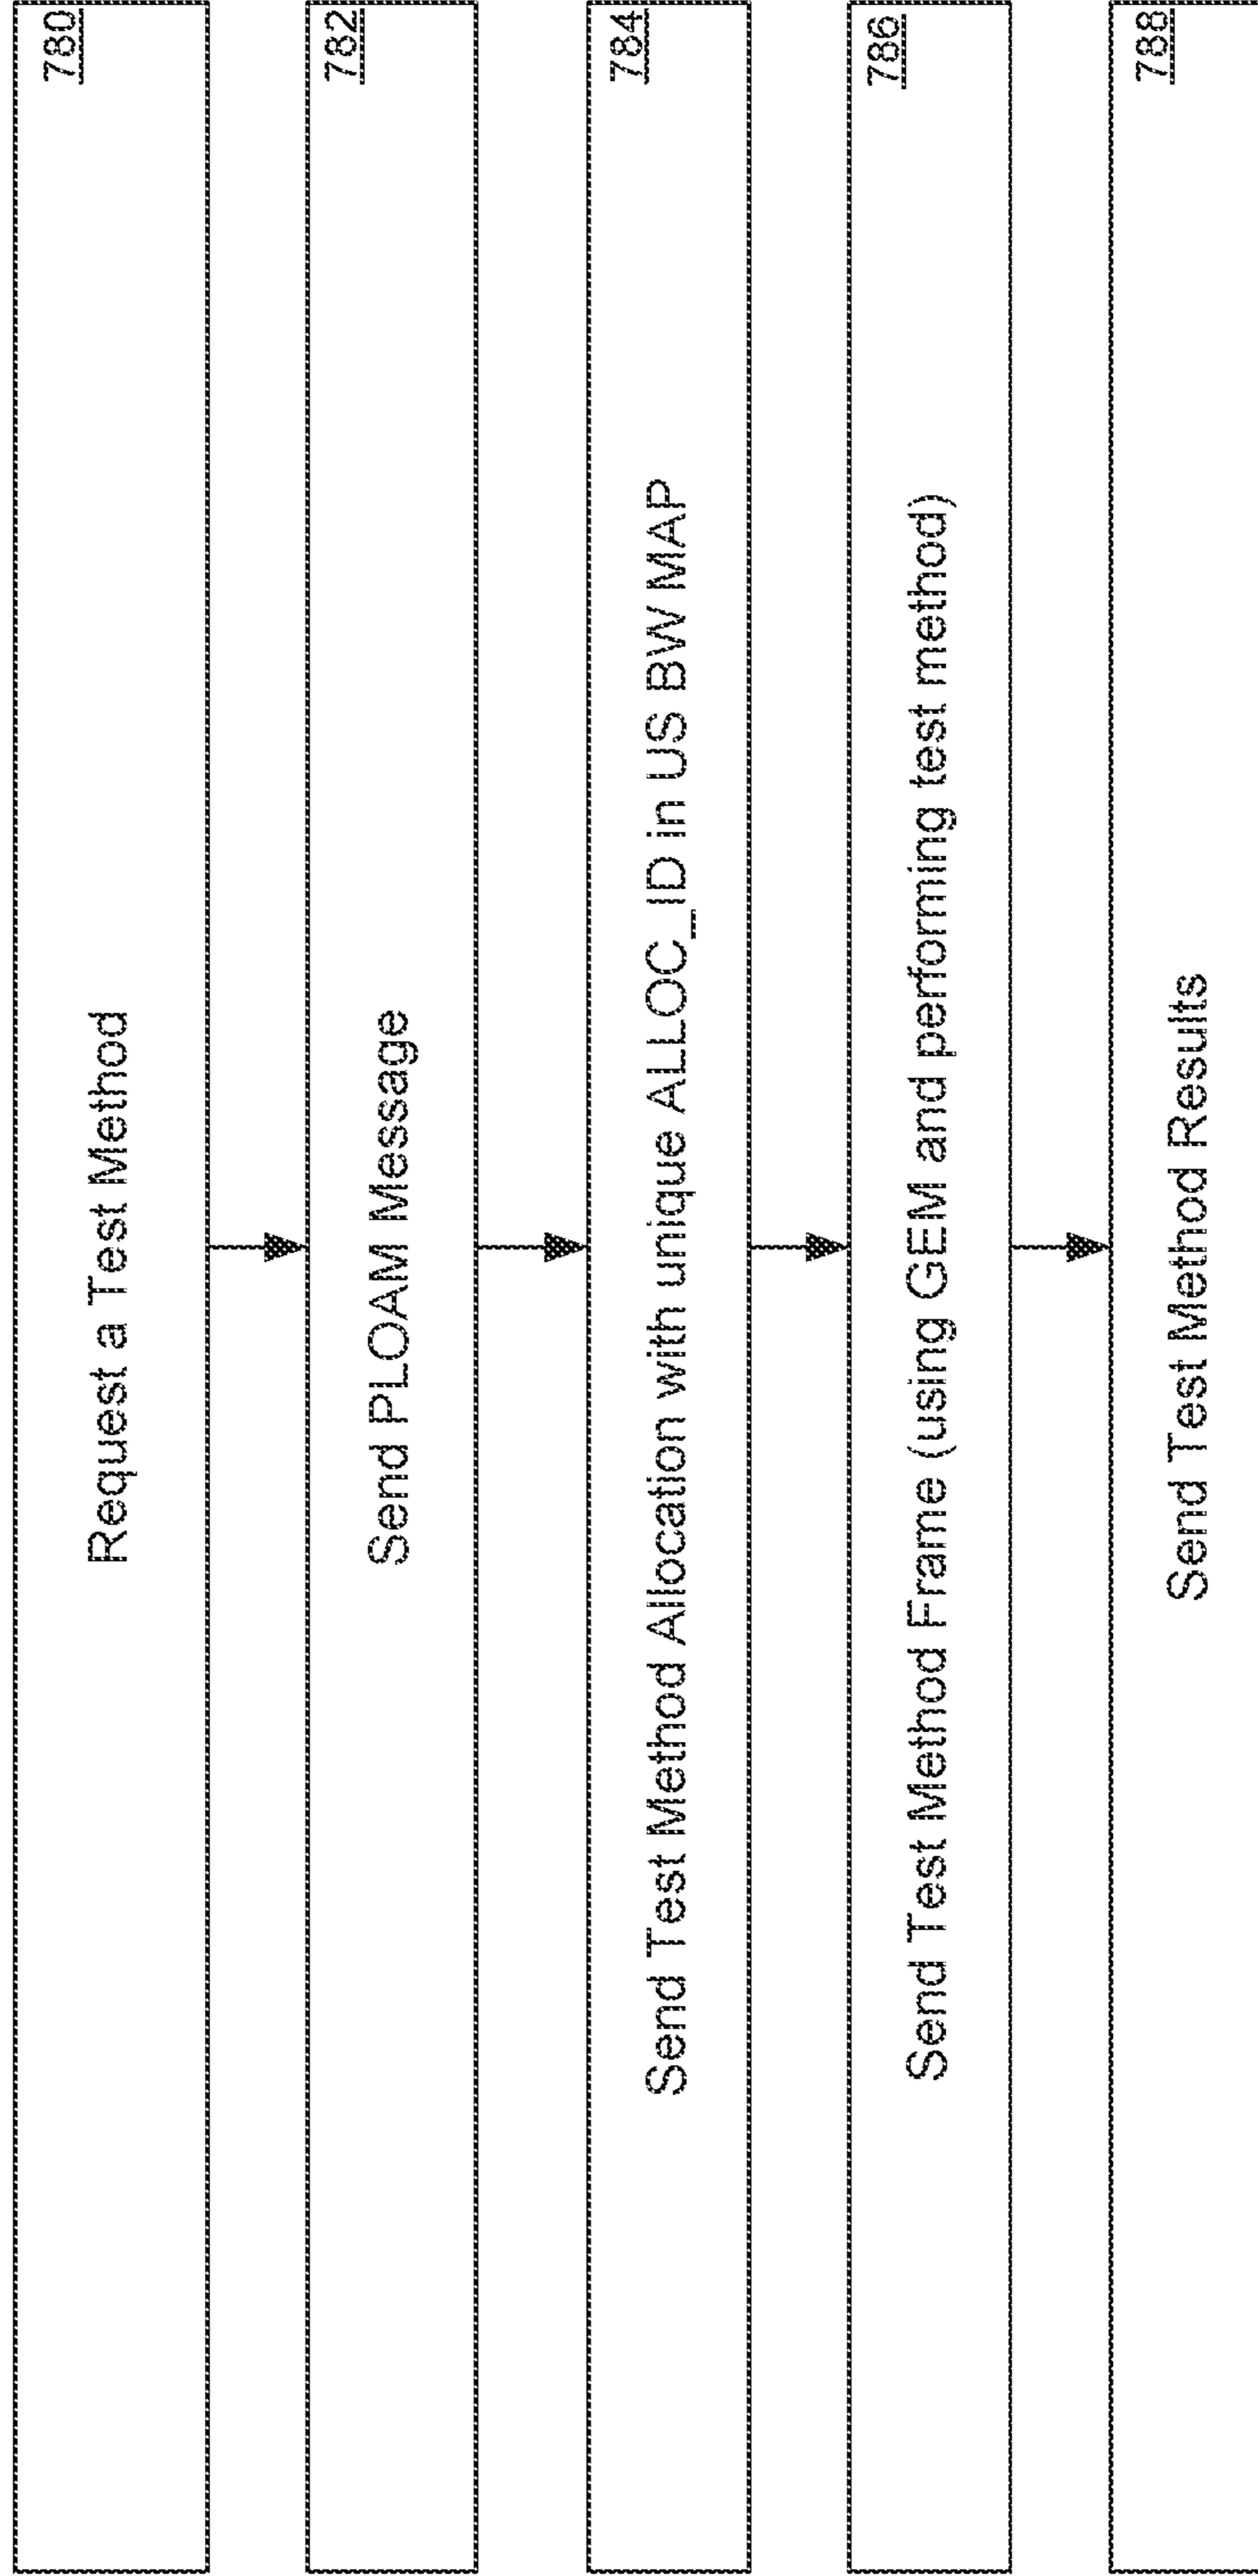 780
Request a Test Method
782
Send PLOAM Message
784
Send Test Method Allocation with unique ALLOC_ID in US BW MAP
786
Send Test Method Frame (using GEM and performing test method)
788
Send Test Method Results